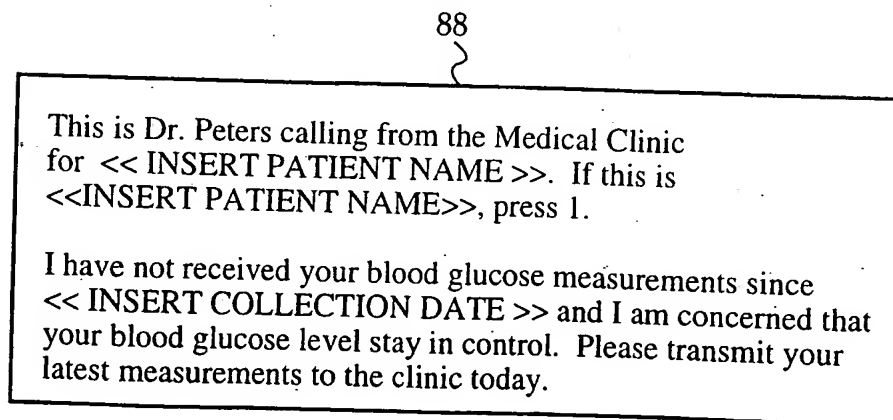 88
This is Dr. Peters calling from the Medical Clinic
for << INSERT PATIENT NAME >>. If this is
<<INSERT PATIENT NAME>>, press 1.
I have not received your blood glucose measurements since
<< INSERT COLLECTION DATE >> and I am concerned that
your blood glucose level stay in control. Please transmit your
latest measurements to the clinic today.